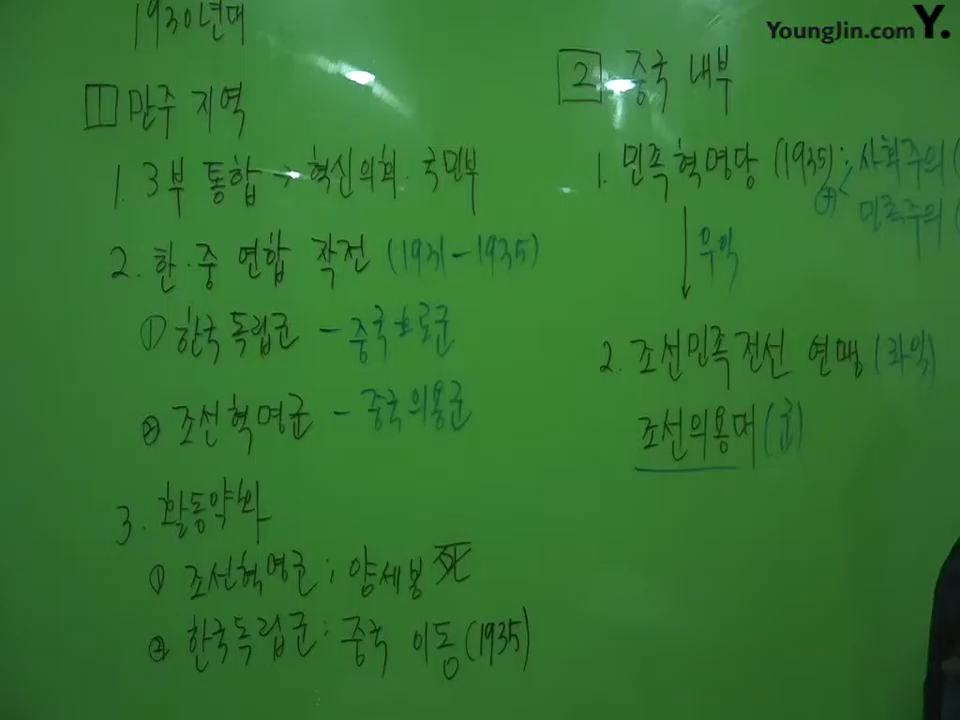 YoungJin.com Y.
1930년대
1 만주 지역
1. 3부 통합 → 혁신의회. 국민부
2. 한·중 연합 작전 (1931-1935)
① 한국독립군 - 중국호로군
② 조선혁명군 - 중국의용군
3. 활동약화
① 조선혁명군 ; 양세봉 死
② 한국독립군 : 중국 이동 (1935)
2 중국 내부
1. 민족혁명당 (1935) : 사회주의 (
민족주의 (
↓ 우익
2. 조선민족전선 연맹 (좌익)
조선의용대 (군)